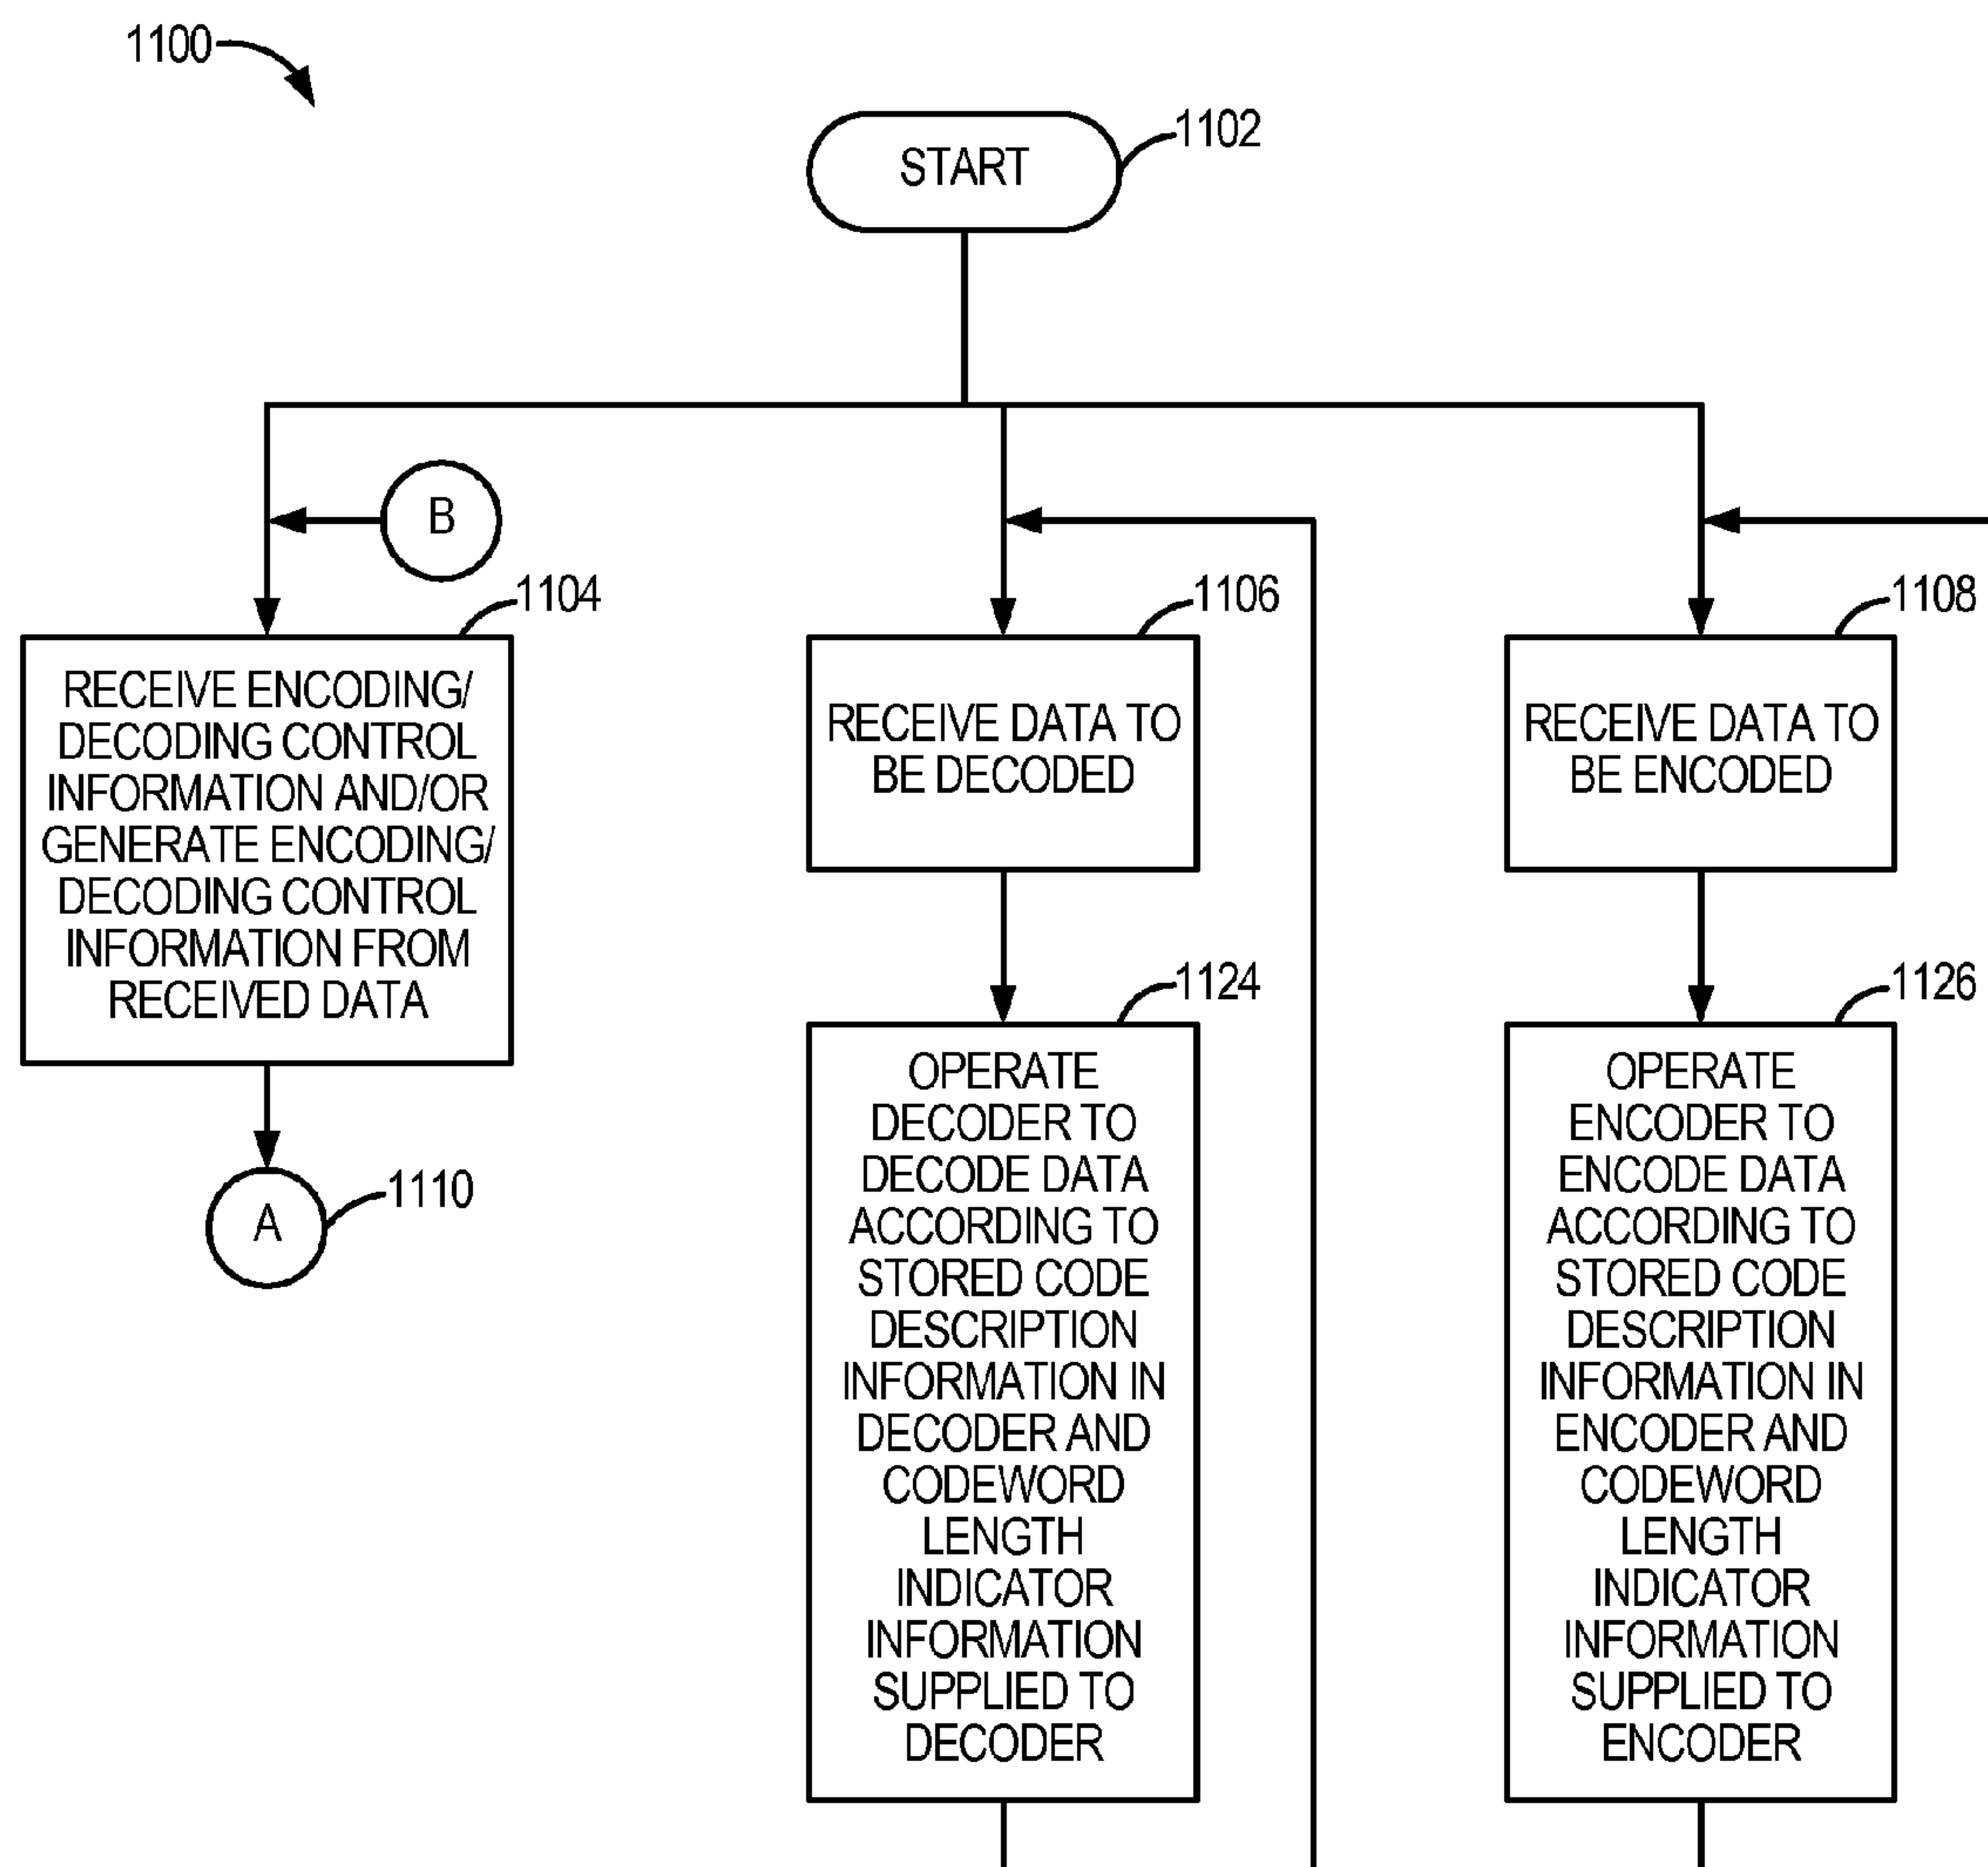 1100
1102
START
B
1104
RECEIVE ENCODING/
DECODING CONTROL
INFORMATION AND/OR
GENERATE ENCODING/
DECODING CONTROL
INFORMATION FROM
RECEIVED DATA
A
1110
1106
RECEIVE DATA TO
BE DECODED
1124
OPERATE
DECODER TO
DECODE DATA
ACCORDING TO
STORED CODE
DESCRIPTION
INFORMATION IN
DECODER AND
CODEWORD
LENGTH
INDICATOR
INFORMATION
SUPPLIED TO
DECODER
1108
RECEIVE DATA TO
BE ENCODED
1126
OPERATE
ENCODER TO
ENCODE DATA
ACCORDING TO
STORED CODE
DESCRIPTION
INFORMATION IN
ENCODER AND
CODEWORD
LENGTH
INDICATOR
INFORMATION
SUPPLIED TO
ENCODER